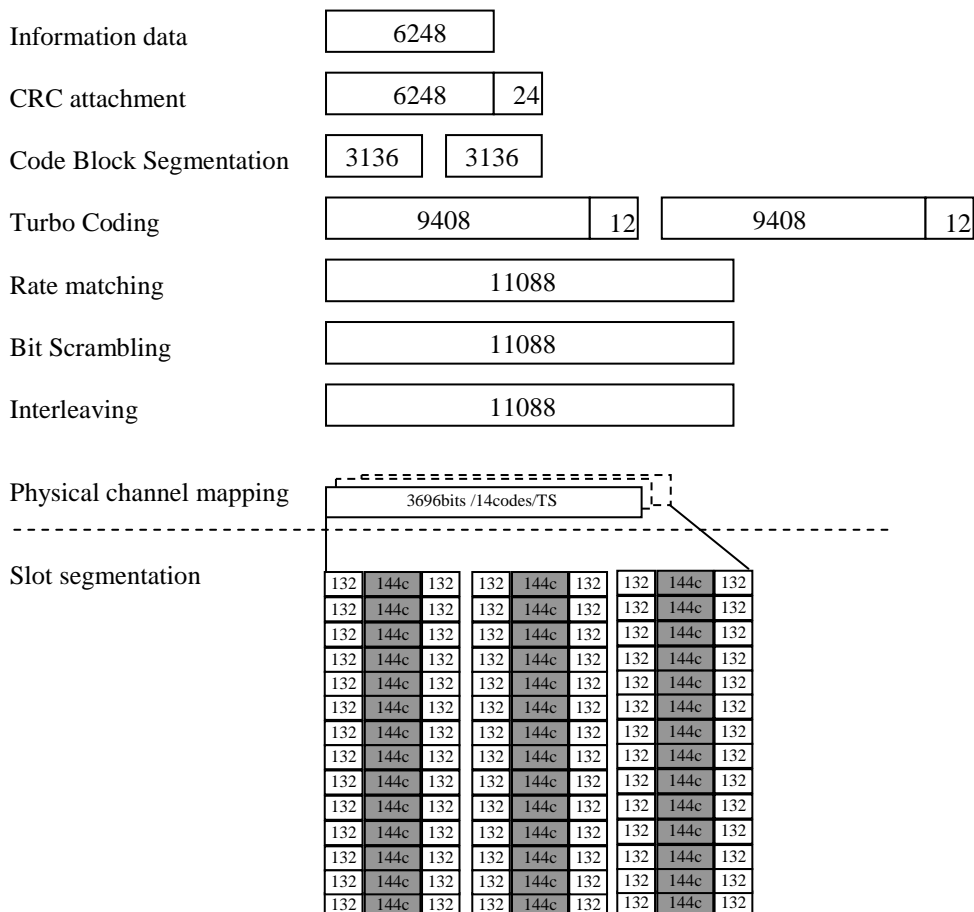 Information data 6248
CRC attachment 6248 24
Code Block Segmentation 3136 3136
Turbo Coding 9408 12 9408 12
Rate matching 11088
Bit Scrambling 11088
Interleaving 11088
Physical channel mapping 3696bits /14codes/TS
Slot segmentation
132 144c 132 132 144c 132 132 144c 132
132 144c 132 132 144c 132 132 144c 132
132 144c 132 132 144c 132 132 144c 132
132 144c 132 132 144c 132 132 144c 132
132 144c 132 132 144c 132 132 144c 132
132 144c 132 132 144c 132 132 144c 132
132 144c 132 132 144c 132 132 144c 132
132 144c 132 132 144c 132 132 144c 132
132 144c 132 132 144c 132 132 144c 132
132 144c 132 132 144c 132 132 144c 132
132 144c 132 132 144c 132 132 144c 132
132 144c 132 132 144c 132 132 144c 132
132 144c 132 132 144c 132 132 144c 132
132 144c 132 132 144c 132 132 144c 132